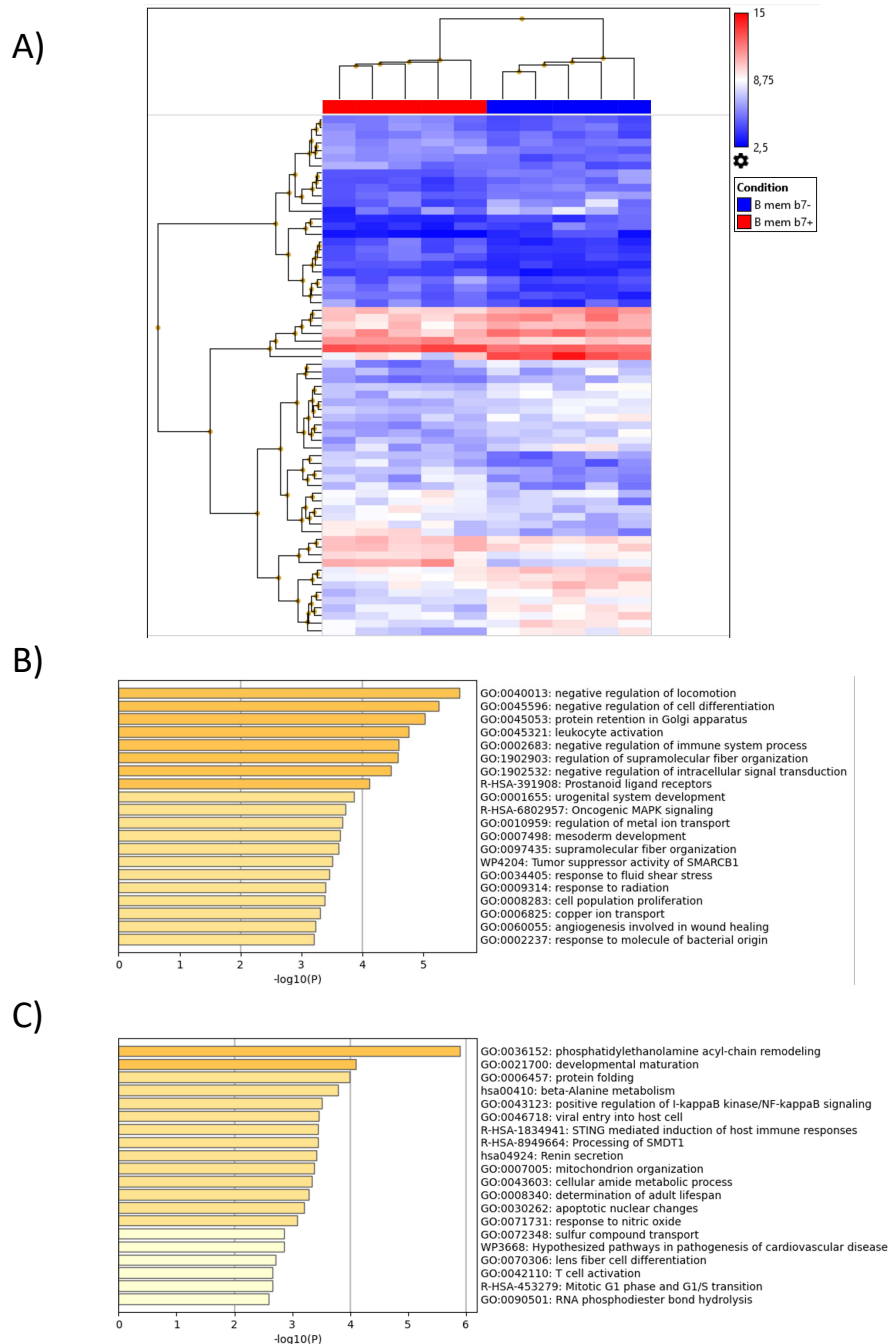 A)
15
8,75
2,5
Condition
B mem b7-
B mem b7+
B)
GO:0040013: negative regulation of locomotion
GO:0045596: negative regulation of cell differentiation
GO:0045053: protein retention in Golgi apparatus
GO:0045321: leukocyte activation
GO:0002683: negative regulation of immune system process
GO:1902903: regulation of supramolecular fiber organization
GO:1902532: negative regulation of intracellular signal transduction
R-HSA-391908: Prostanoid ligand receptors
GO:0001655: urogenital system development
R-HSA-6802957: Oncogenic MAPK signaling
GO:0010959: regulation of metal ion transport
GO:0007498: mesoderm development
GO:0097435: supramolecular fiber organization
WP4204: Tumor suppressor activity of SMARCB1
GO:0034405: response to fluid shear stress
GO:0009314: response to radiation
GO:0008283: cell population proliferation
GO:0006825: copper ion transport
GO:0060055: angiogenesis involved in wound healing
GO:0002237: response to molecule of bacterial origin
0 1 2 3 4 5
-log10(P)
C)
GO:0036152: phosphatidylethanolamine acyl-chain remodeling
GO:0021700: developmental maturation
GO:0006457: protein folding
hsa00410: beta-Alanine metabolism
GO:0043123: positive regulation of I-kappaB kinase/NF-kappaB signaling
GO:0046718: viral entry into host cell
R-HSA-1834941: STING mediated induction of host immune responses
R-HSA-8949664: Processing of SMDT1
hsa04924: Renin secretion
GO:0007005: mitochondrion organization
GO:0043603: cellular amide metabolic process
GO:0008340: determination of adult lifespan
GO:0030262: apoptotic nuclear changes
GO:0071731: response to nitric oxide
GO:0072348: sulfur compound transport
WP3668: Hypothesized pathways in pathogenesis of cardiovascular disease
GO:0070306: lens fiber cell differentiation
GO:0042110: T cell activation
R-HSA-453279: Mitotic G1 phase and G1/S transition
GO:0090501: RNA phosphodiester bond hydrolysis
0 1 2 3 4 5 6
-log10(P)